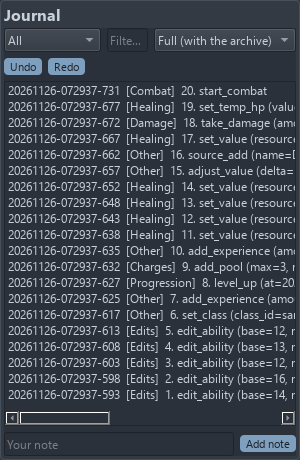 Journal
All Filte... Full (with the archive)
Undo Redo
20261126-072937-731 [Combat] 20. start_combat
20261126-072937-677 [Healing] 19. set_temp_hp (valu
20261126-072937-672 [Damage] 18. take_damage (amo
20261126-072937-667 [Healing] 17. set_value (resourc
20261126-072937-662 [Other] 16. source_add (name=D
20261126-072937-657 [Other] 15. adjust_value (delta=
20261126-072937-652 [Healing] 14. set_value (resourc
20261126-072937-648 [Healing] 13. set_value (resourc
20261126-072937-643 [Healing] 12. set_value (resourc
20261126-072937-638 [Healing] 11. set_value (resourc
20261126-072937-635 [Other] 10. add_experience (am
20261126-072937-632 [Charges] 9. add_pool (max=3, r
20261126-072937-627 [Progression] 8. level_up (at=20
20261126-072937-625 [Other] 7. add_experience (amo
20261126-072937-617 [Other] 6. set_class (class_id=sa
20261126-072937-613 [Edits] 5. edit_ability (base=12, r
20261126-072937-608 [Edits] 4. edit_ability (base=13, r
20261126-072937-603 [Edits] 3. edit_ability (base=12, r
20261126-072937-598 [Edits] 2. edit_ability (base=16, r
20261126-072937-593 [Edits] 1. edit_ability (base=14, r
Your note Add note